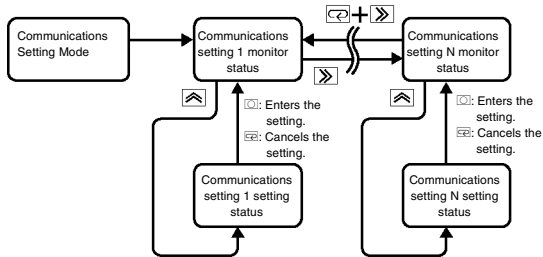 Communications
Setting Mode
Communications
setting 1 monitor
status
Communications
setting N monitor
status
: Enters the
setting.
: Cancels the
setting.
: Enters the
setting.
: Cancels the
setting.
Communications
setting 1 setting
status
Communications
setting N setting
status